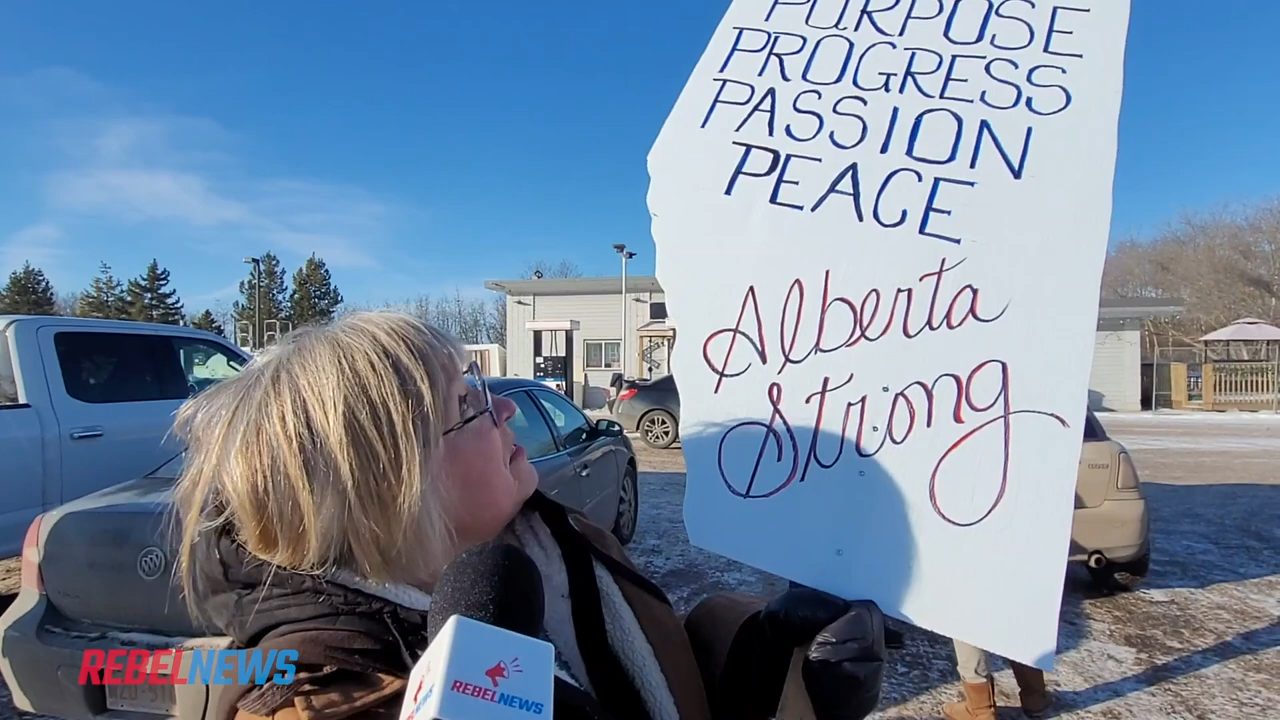 PURPOSE
PROGRESS
PASSION
PEACE
Alberta
Strong
REBELNEWS
REBELNEWS